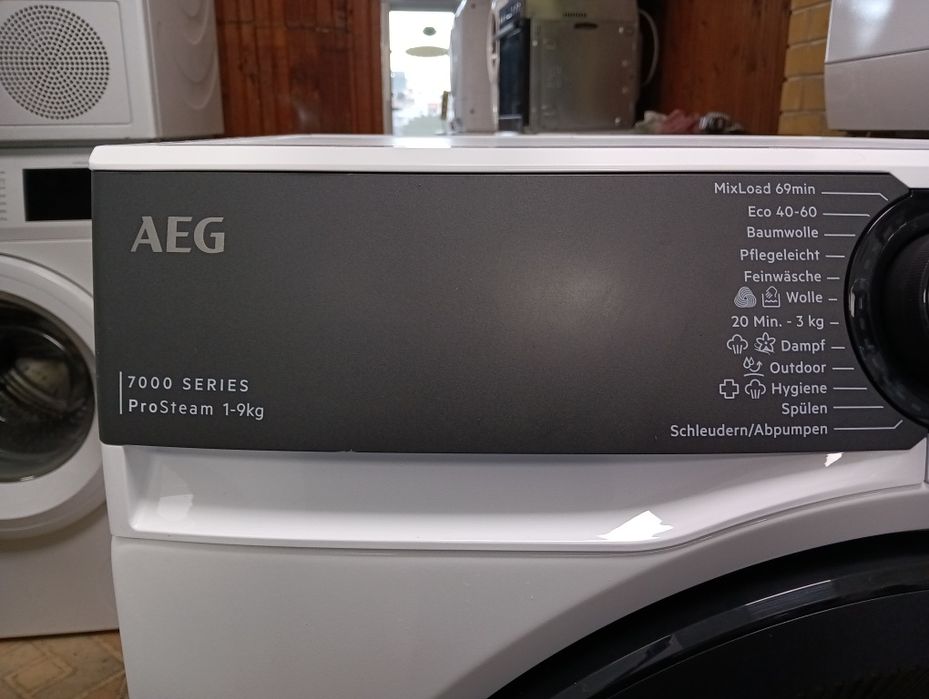 AEG
7000 SERIES
ProSteam 1-9kg
MixLoad 69min
Eco 40-60
Baumwolle
Pflegeleicht
Feinwäsche
Wolle
20 Min. - 3 kg
Dampf
Outdoor
Hygiene
Spülen
Schleudern/Abpumpen